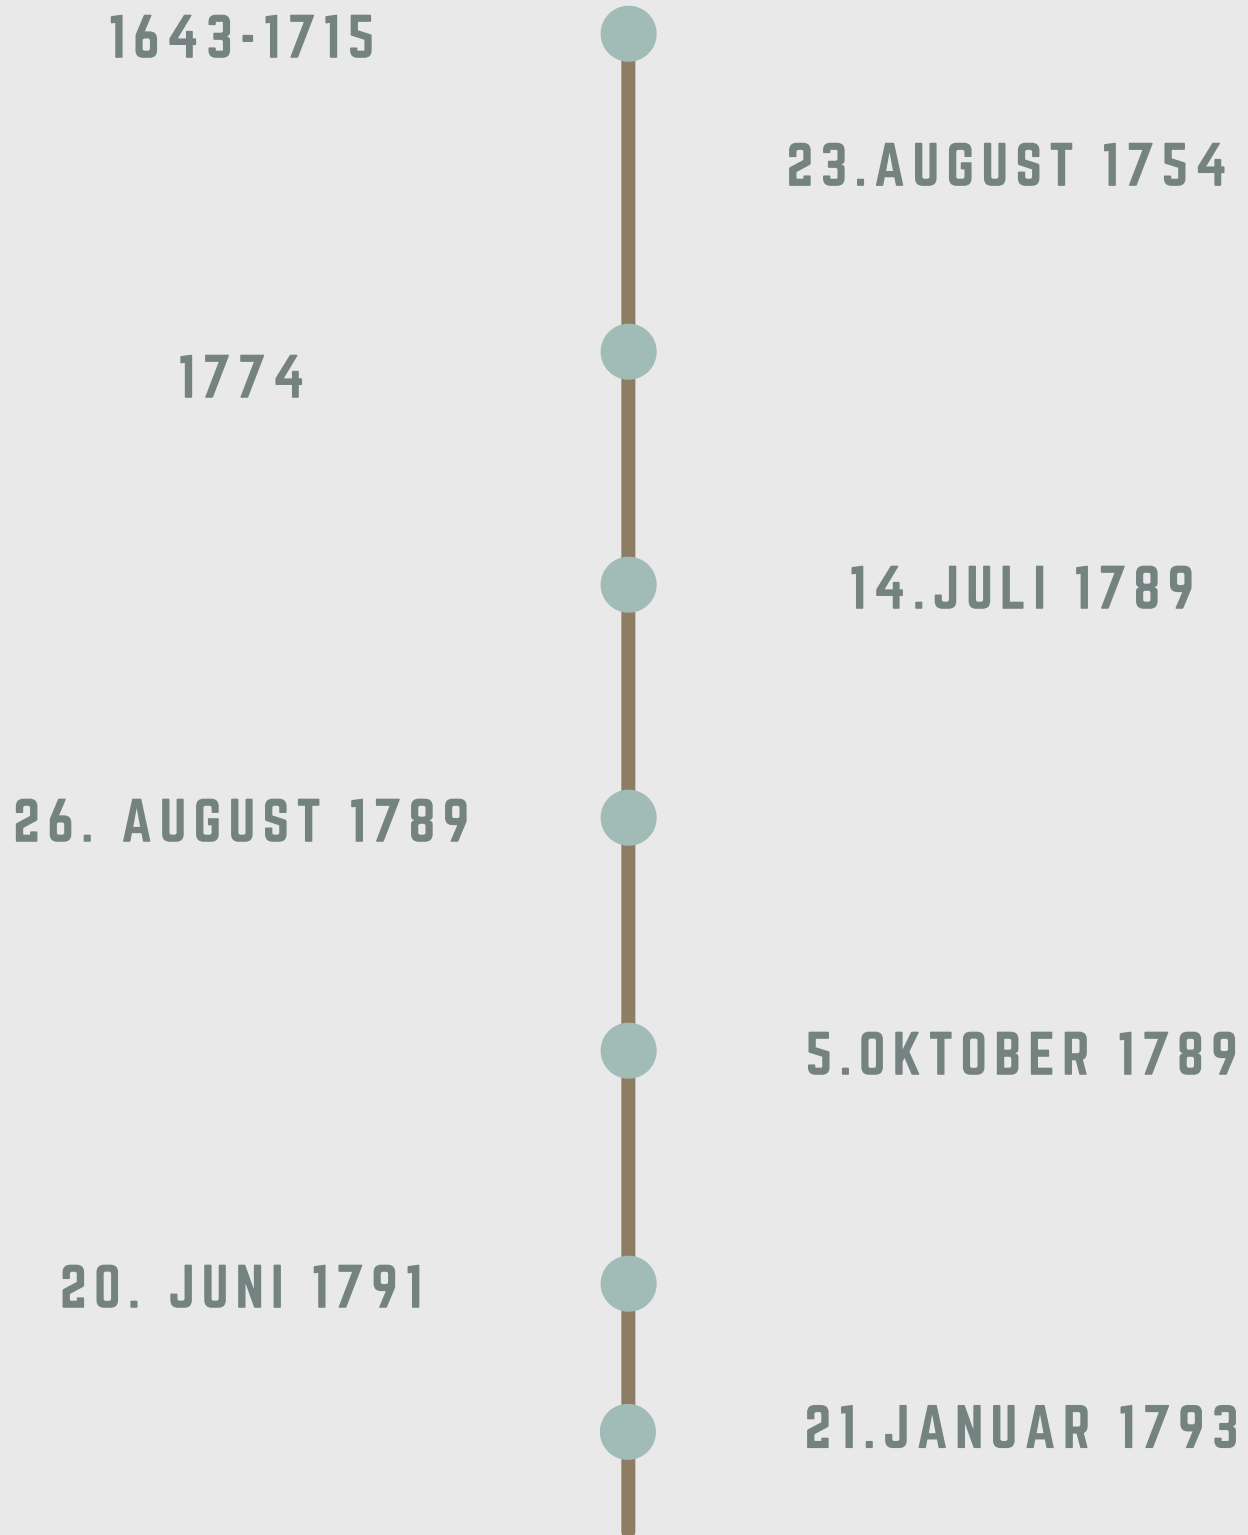 1643-1715
23.AUGUST 1754
1774
14.JULI 1789
26. AUGUST 1789
5.OKTOBER 1789
20. JUNI 1791
21.JANUAR 1793